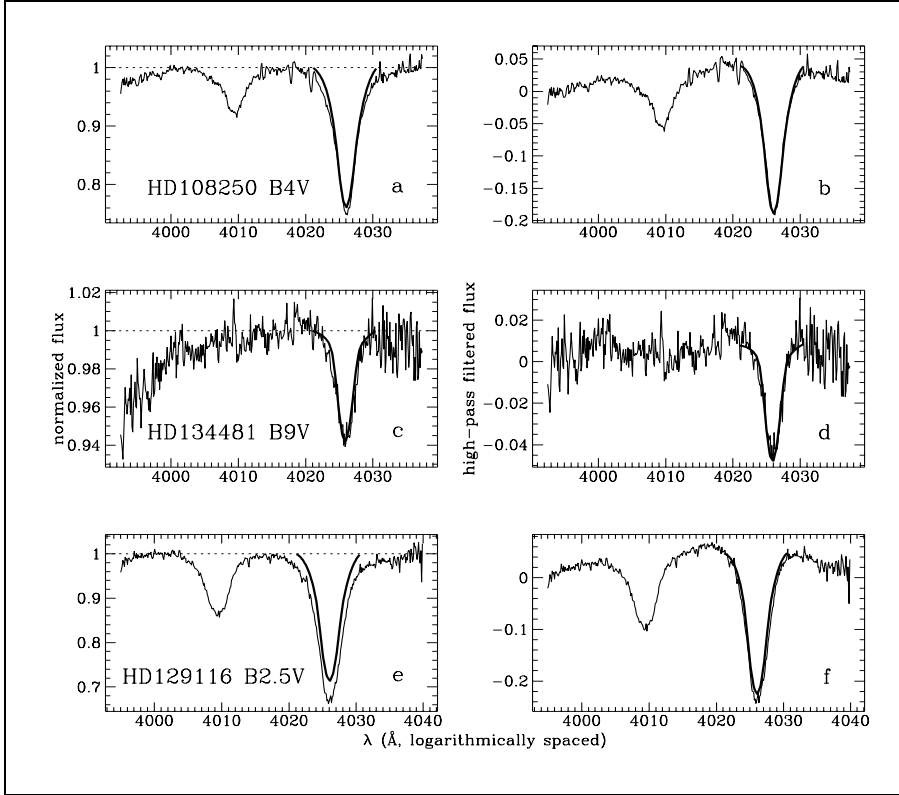 1
0.9
0.8
HD108250 B4V
a
4000 4010 4020 4030
0.05
0
−0.05
−0.1
−0.15
−0.2
b
4000 4010 4020 4030
normalized flux
1.02
1
0.98
0.96
0.94
HD134481 B9V
c
4000 4010 4020 4030
high−pass filtered flux
0.02
0
−0.02
−0.04
d
4000 4010 4020 4030
1
0.9
0.8
0.7
HD129116 B2.5V
e
4000 4010 4020 4030 4040
0
−0.1
−0.2
f
4000 4010 4020 4030 4040
λ (Å, logarithmically spaced)